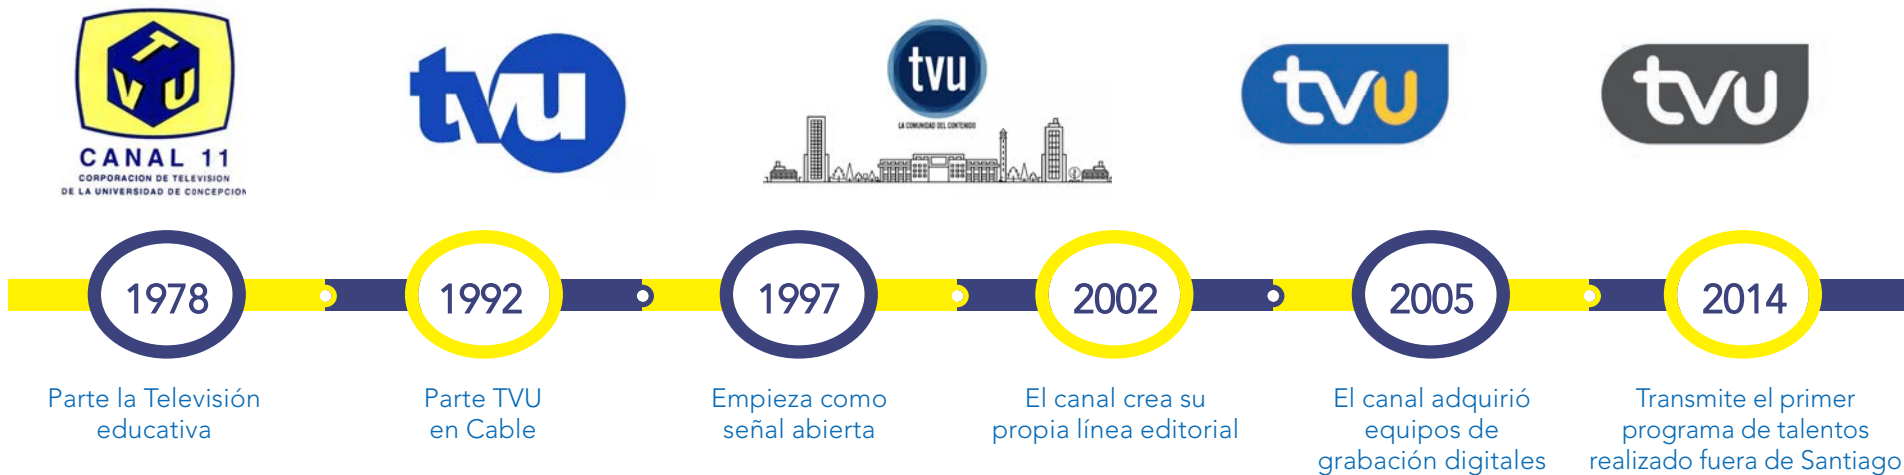 TVU
CANAL 11
CORPORACION DE TELEVISION
DE LA UNIVERSIDAD DE CONCEPCION
tvu
tvu
LA COMUNIDAD DEL CONTENIDO
tvu
tvu
1978
1992
1997
2002
2005
2014
Parte la Televisión
educativa
Parte TVU
en Cable
Empieza como
señal abierta
El canal crea su
propia línea editorial
El canal adquirió
equipos de
grabación digitales
Transmite el primer
programa de talentos
realizado fuera de Santiago